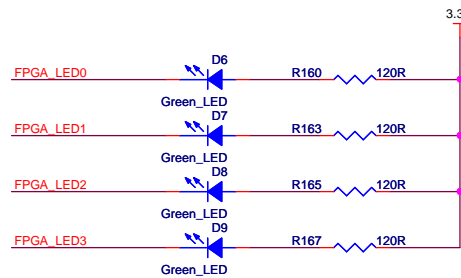 3.3
D6
FPGA_LED0 R160 120R
Green_LED
D7
FPGA_LED1 R163 120R
Green_LED
D8
FPGA_LED2 R165 120R
Green_LED
D9
FPGA_LED3 R167 120R
Green_LED